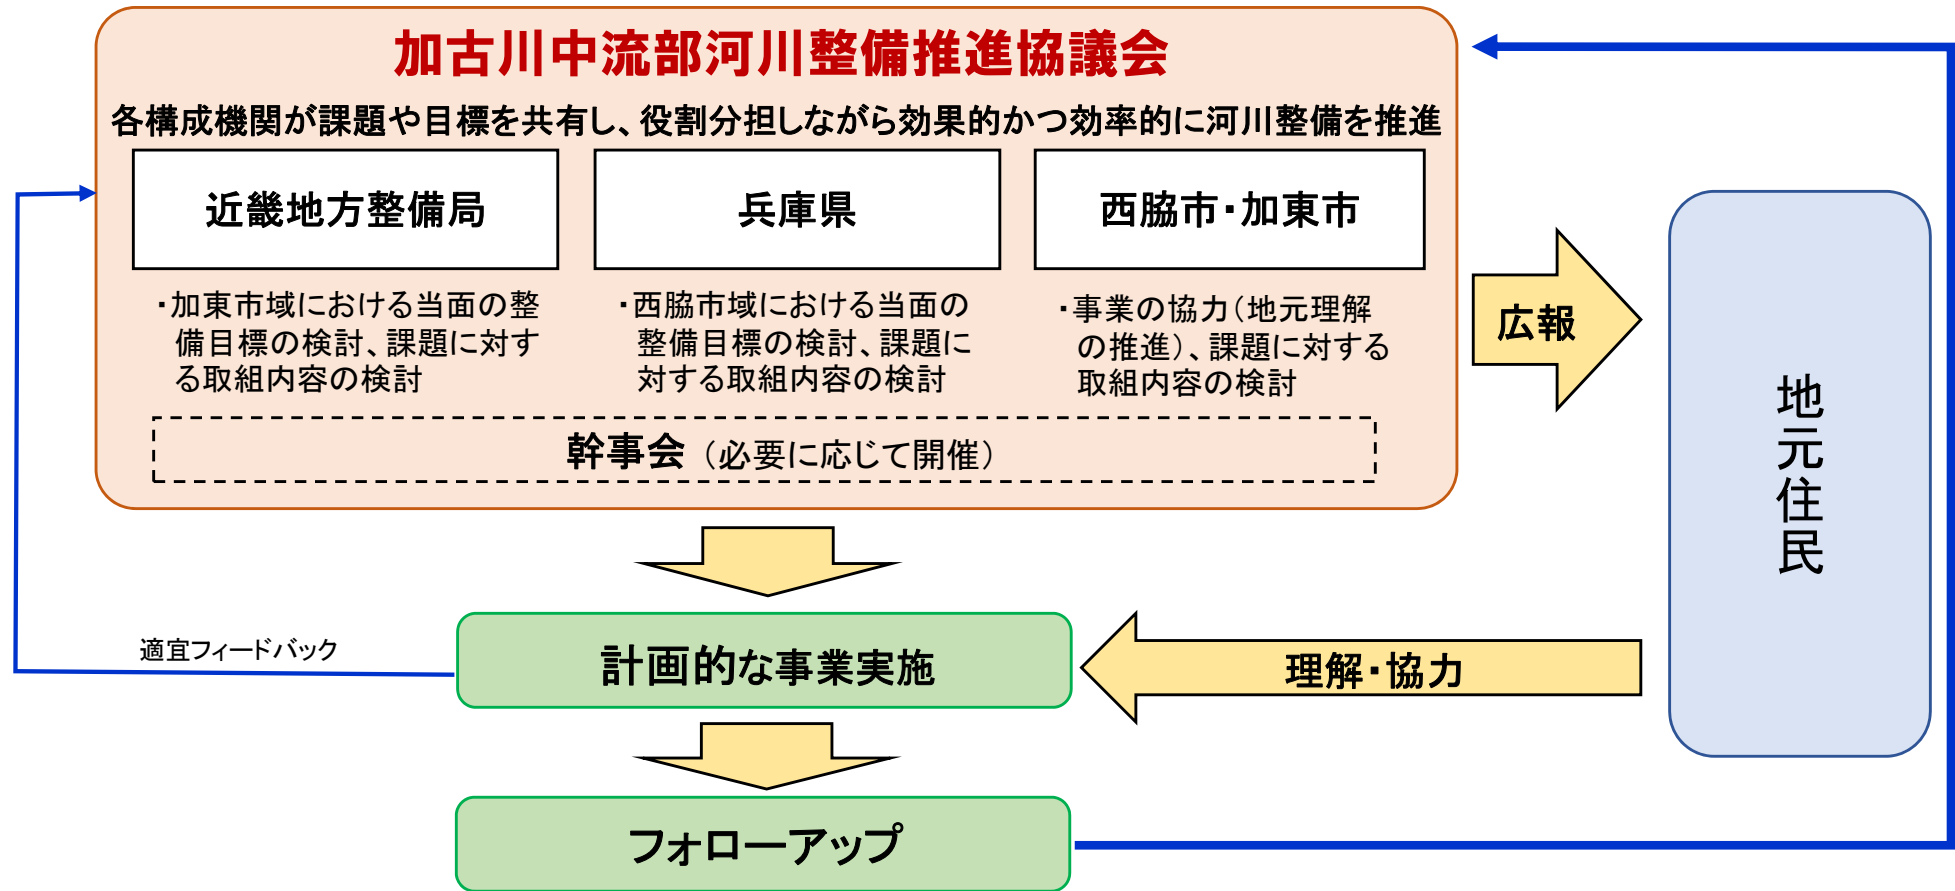 加古川中流部河川整備推進協議会
各構成機関が課題や目標を共有し、役割分担しながら効果的かつ効率的に河川整備を推進
近畿地方整備局
・加東市域における当面の整
備目標の検討、課題に対す
る取組内容の検討
兵庫県
・西脇市域における当面の
整備目標の検討、課題に
対する取組内容の検討
西脇市・加東市
・事業の協力(地元理解
の推進)、課題に対する
取組内容の検討
幹事会(必要に応じて開催)
広報
地元住民
適宜フィードバック
計画的な事業実施
理解・協力
フォローアップ